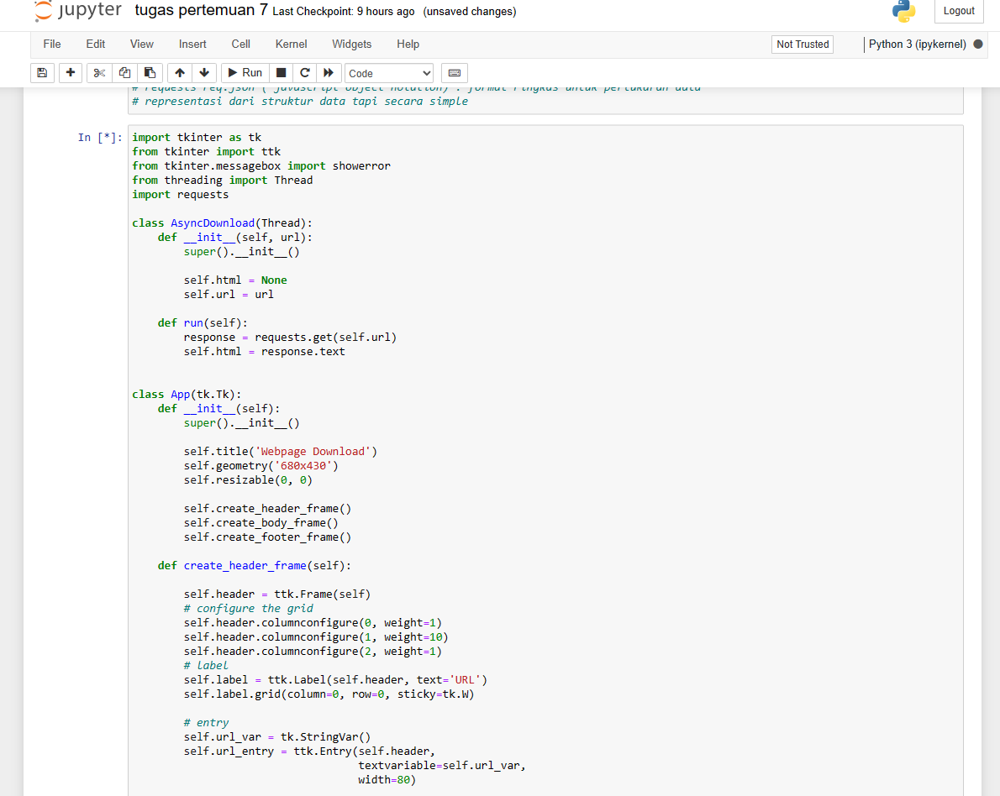 jupyter tugas pertemuan 7 Last Checkpoint: 9 hours ago (unsaved changes) Logout
File Edit View Insert Cell Kernel Widgets Help Not Trusted Python 3 (ipykernel)
Run Code
# requests req.json ( javascript object notation) : format ringkas untuk pertukaran data
# representasi dari struktur data tapi secara simple
In [*]: import tkinter as tk
from tkinter import ttk
from tkinter.messagebox import showerror
from threading import Thread
import requests
class AsyncDownload(Thread):
    def __init__(self, url):
        super().__init__()
        self.html = None
        self.url = url
    def run(self):
        response = requests.get(self.url)
        self.html = response.text
class App(tk.Tk):
    def __init__(self):
        super().__init__()
        self.title('Webpage Download')
        self.geometry('680x430')
        self.resizable(0, 0)
        self.create_header_frame()
        self.create_body_frame()
        self.create_footer_frame()
    def create_header_frame(self):
        self.header = ttk.Frame(self)
        # configure the grid
        self.header.columnconfigure(0, weight=1)
        self.header.columnconfigure(1, weight=10)
        self.header.columnconfigure(2, weight=1)
        # label
        self.label = ttk.Label(self.header, text='URL')
        self.label.grid(column=0, row=0, sticky=tk.W)
        # entry
        self.url_var = tk.StringVar()
        self.url_entry = ttk.Entry(self.header,
                                   textvariable=self.url_var,
                                   width=80)